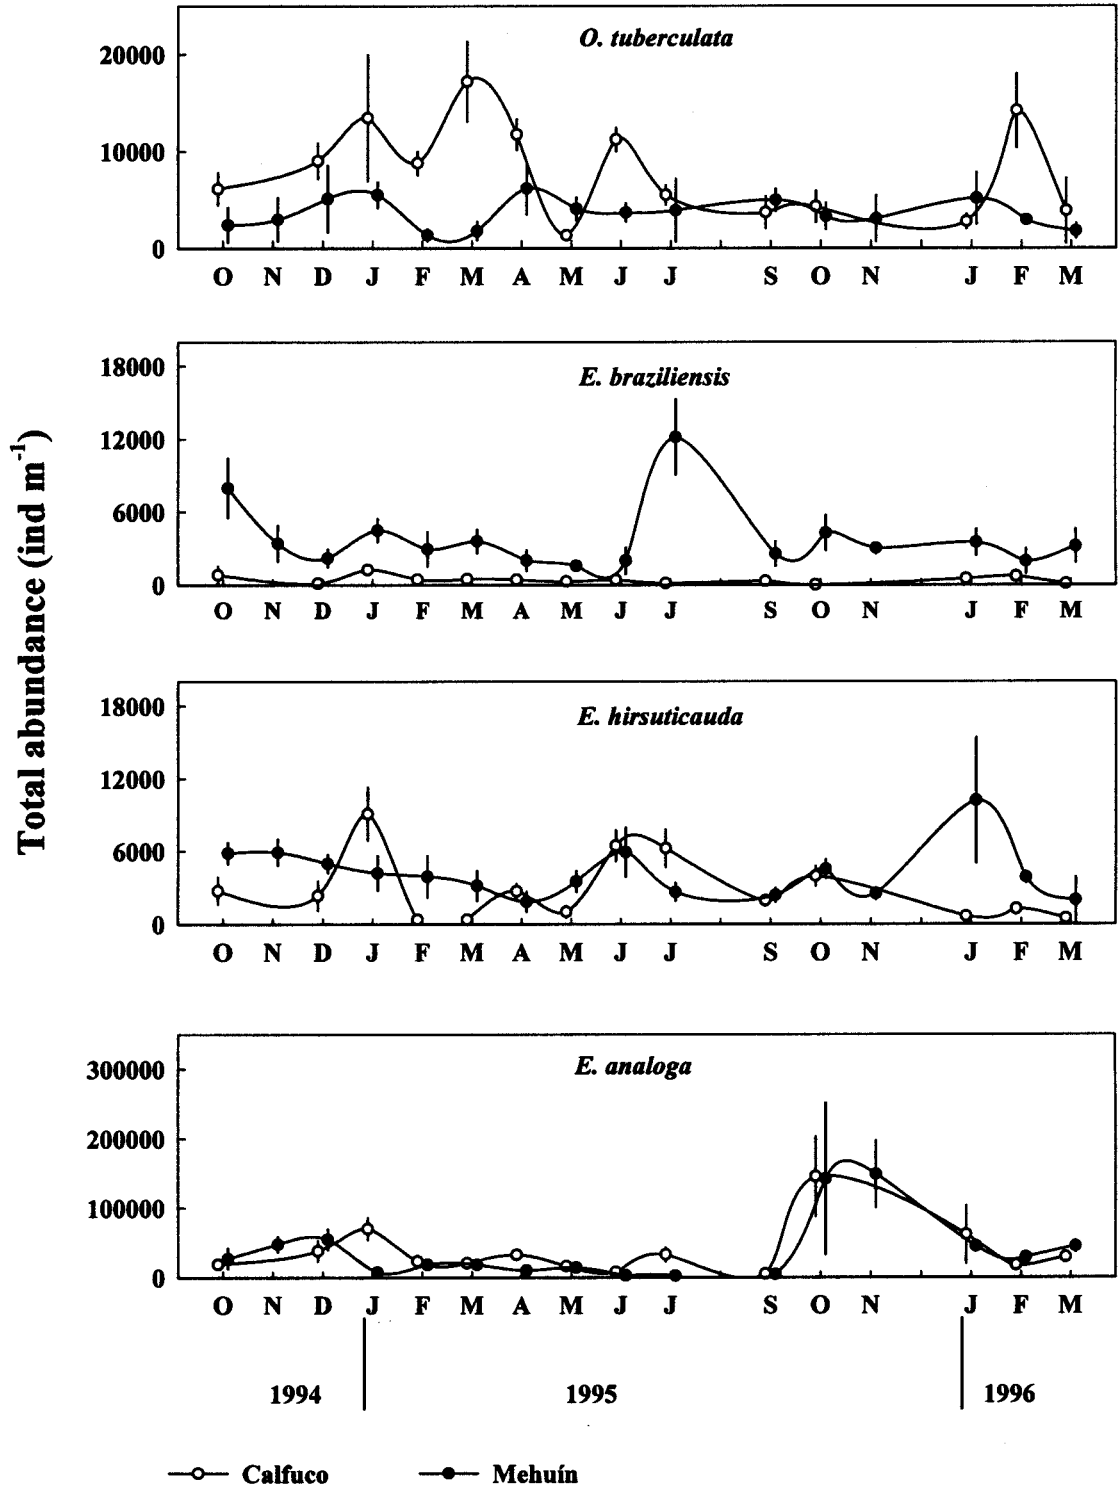 O. tuberculata
20000
10000
0
O N D J F M A M J J S O N J F M
E. braziliensis
18000
12000
6000
0
O N D J F M A M J J S O N J F M
E. hirsuticauda
18000
12000
6000
0
O N D J F M A M J J S O N J F M
E. analoga
300000
200000
100000
0
O N D J F M A M J J S O N J F M
Total abundance (ind m⁻¹)
1994 1995 1996
Calfuco Mehuín